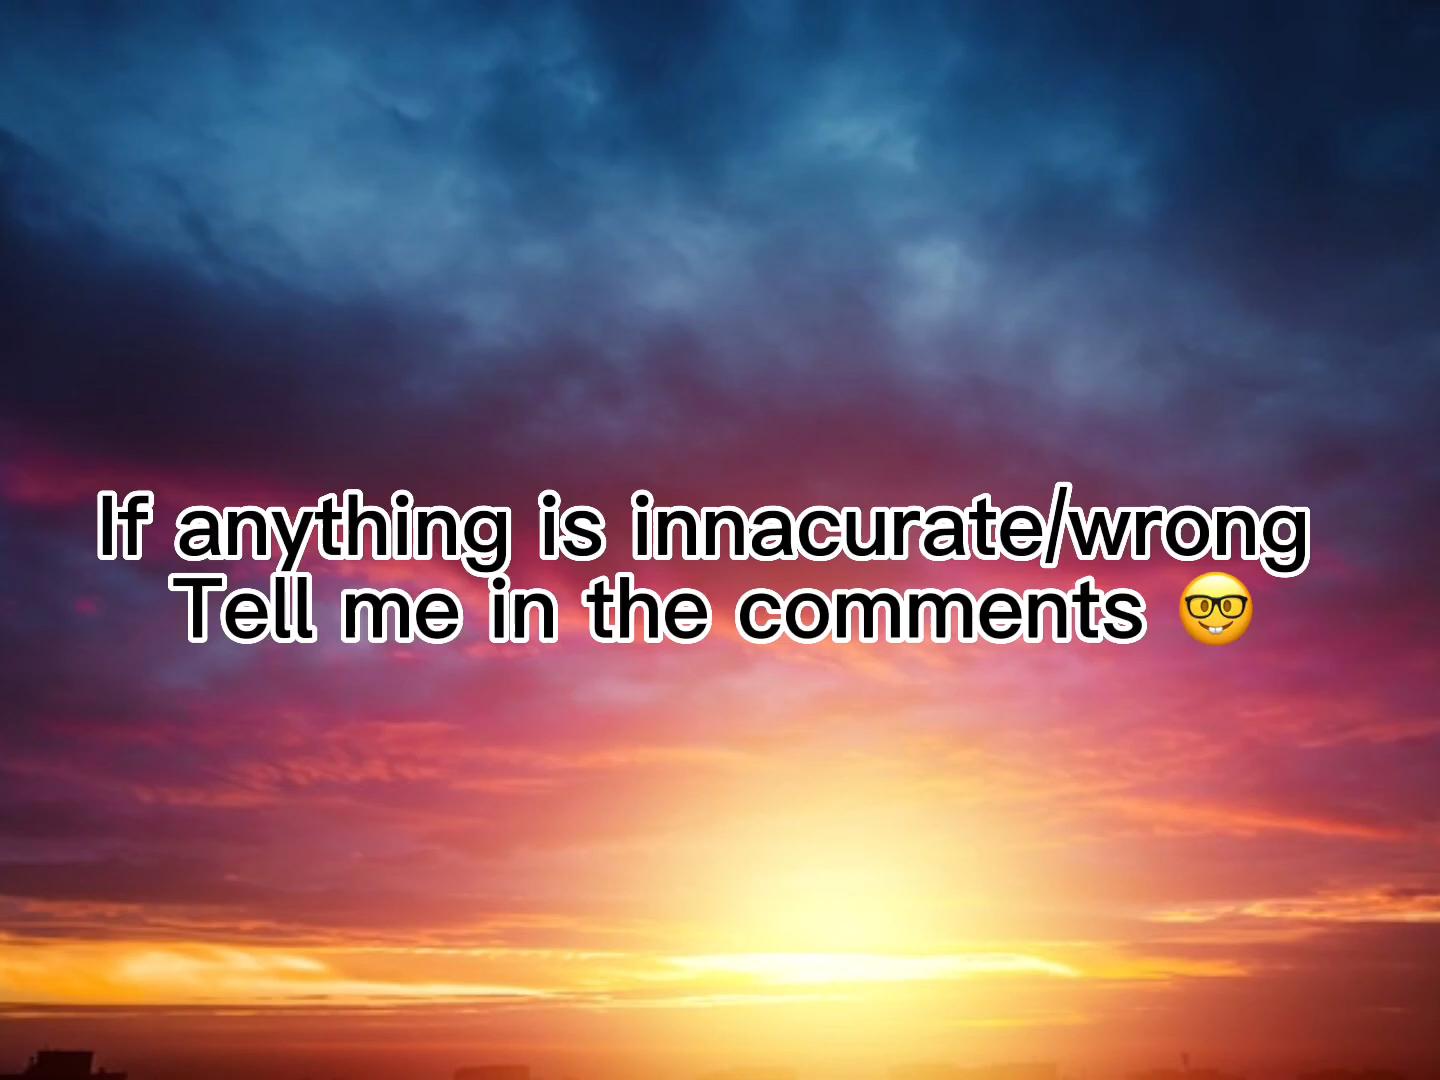 If anything is innacurate/wrong
Tell me in the comments 🤓